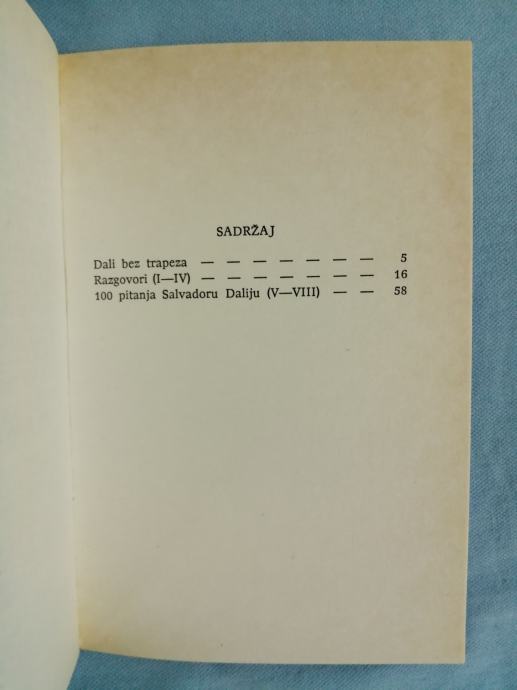 SADRŽAJ
Dali bez trapeza — — — — — — — 5
Razgovori (I—IV) — — — — — — — 16
100 pitanja Salvadoru Daliju (V—VIII) — — 58